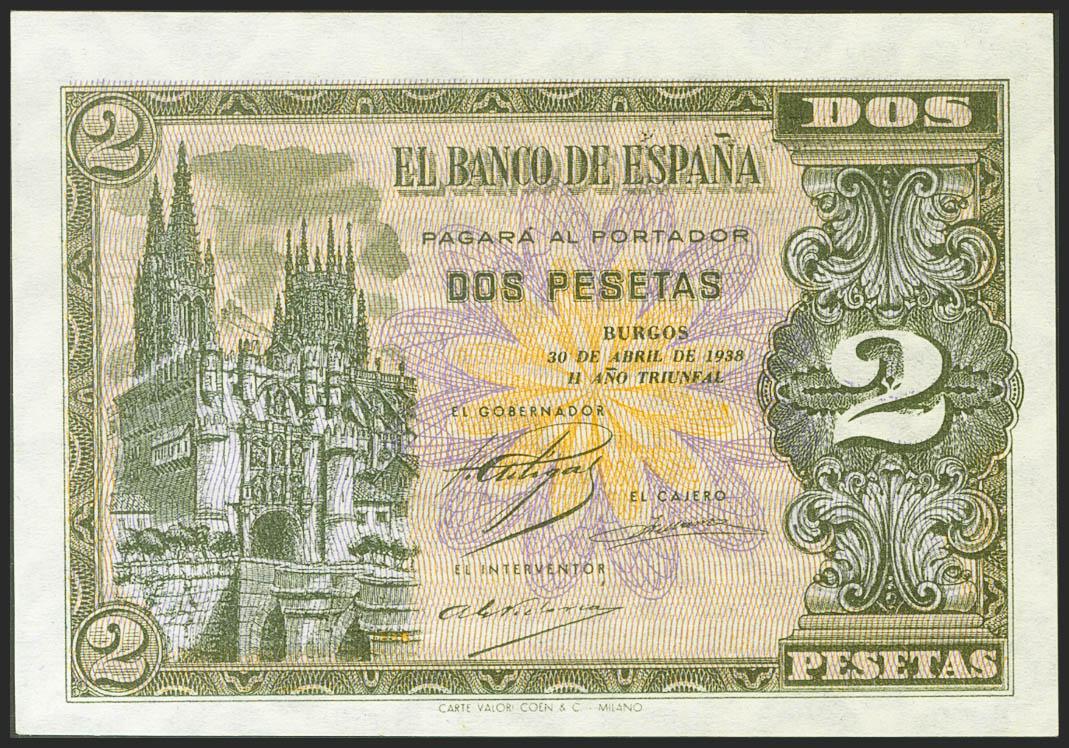 2
DOS
EL BANCO DE ESPAÑA
PAGARÁ AL PORTADOR
DOS PESETAS
BURGOS
30 DE ABRIL DE 1938
II AÑO TRIUNFAL
EL GOBERNADOR
2
EL CAJERO
EL INTERVENTOR
2
PESETAS
CARTE VALORI COEN & C. - MILANO